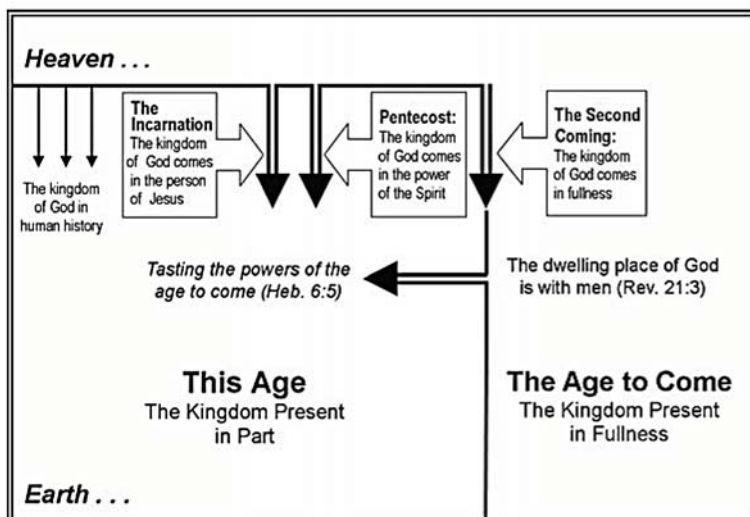 Heaven . . .
The
Incarnation
The kingdom
of God comes
in the person
of Jesus
Pentecost:
The kingdom
of God comes
in the power
of the Spirit
The Second
Coming:
The kingdom
of God comes
in fullness
The kingdom
of God in
human history
Tasting the powers of the
age to come (Heb. 6:5)
The dwelling place of God
is with men (Rev. 21:3)
This Age
The Kingdom Present
in Part
The Age to Come
The Kingdom Present
in Fullness
Earth . . .